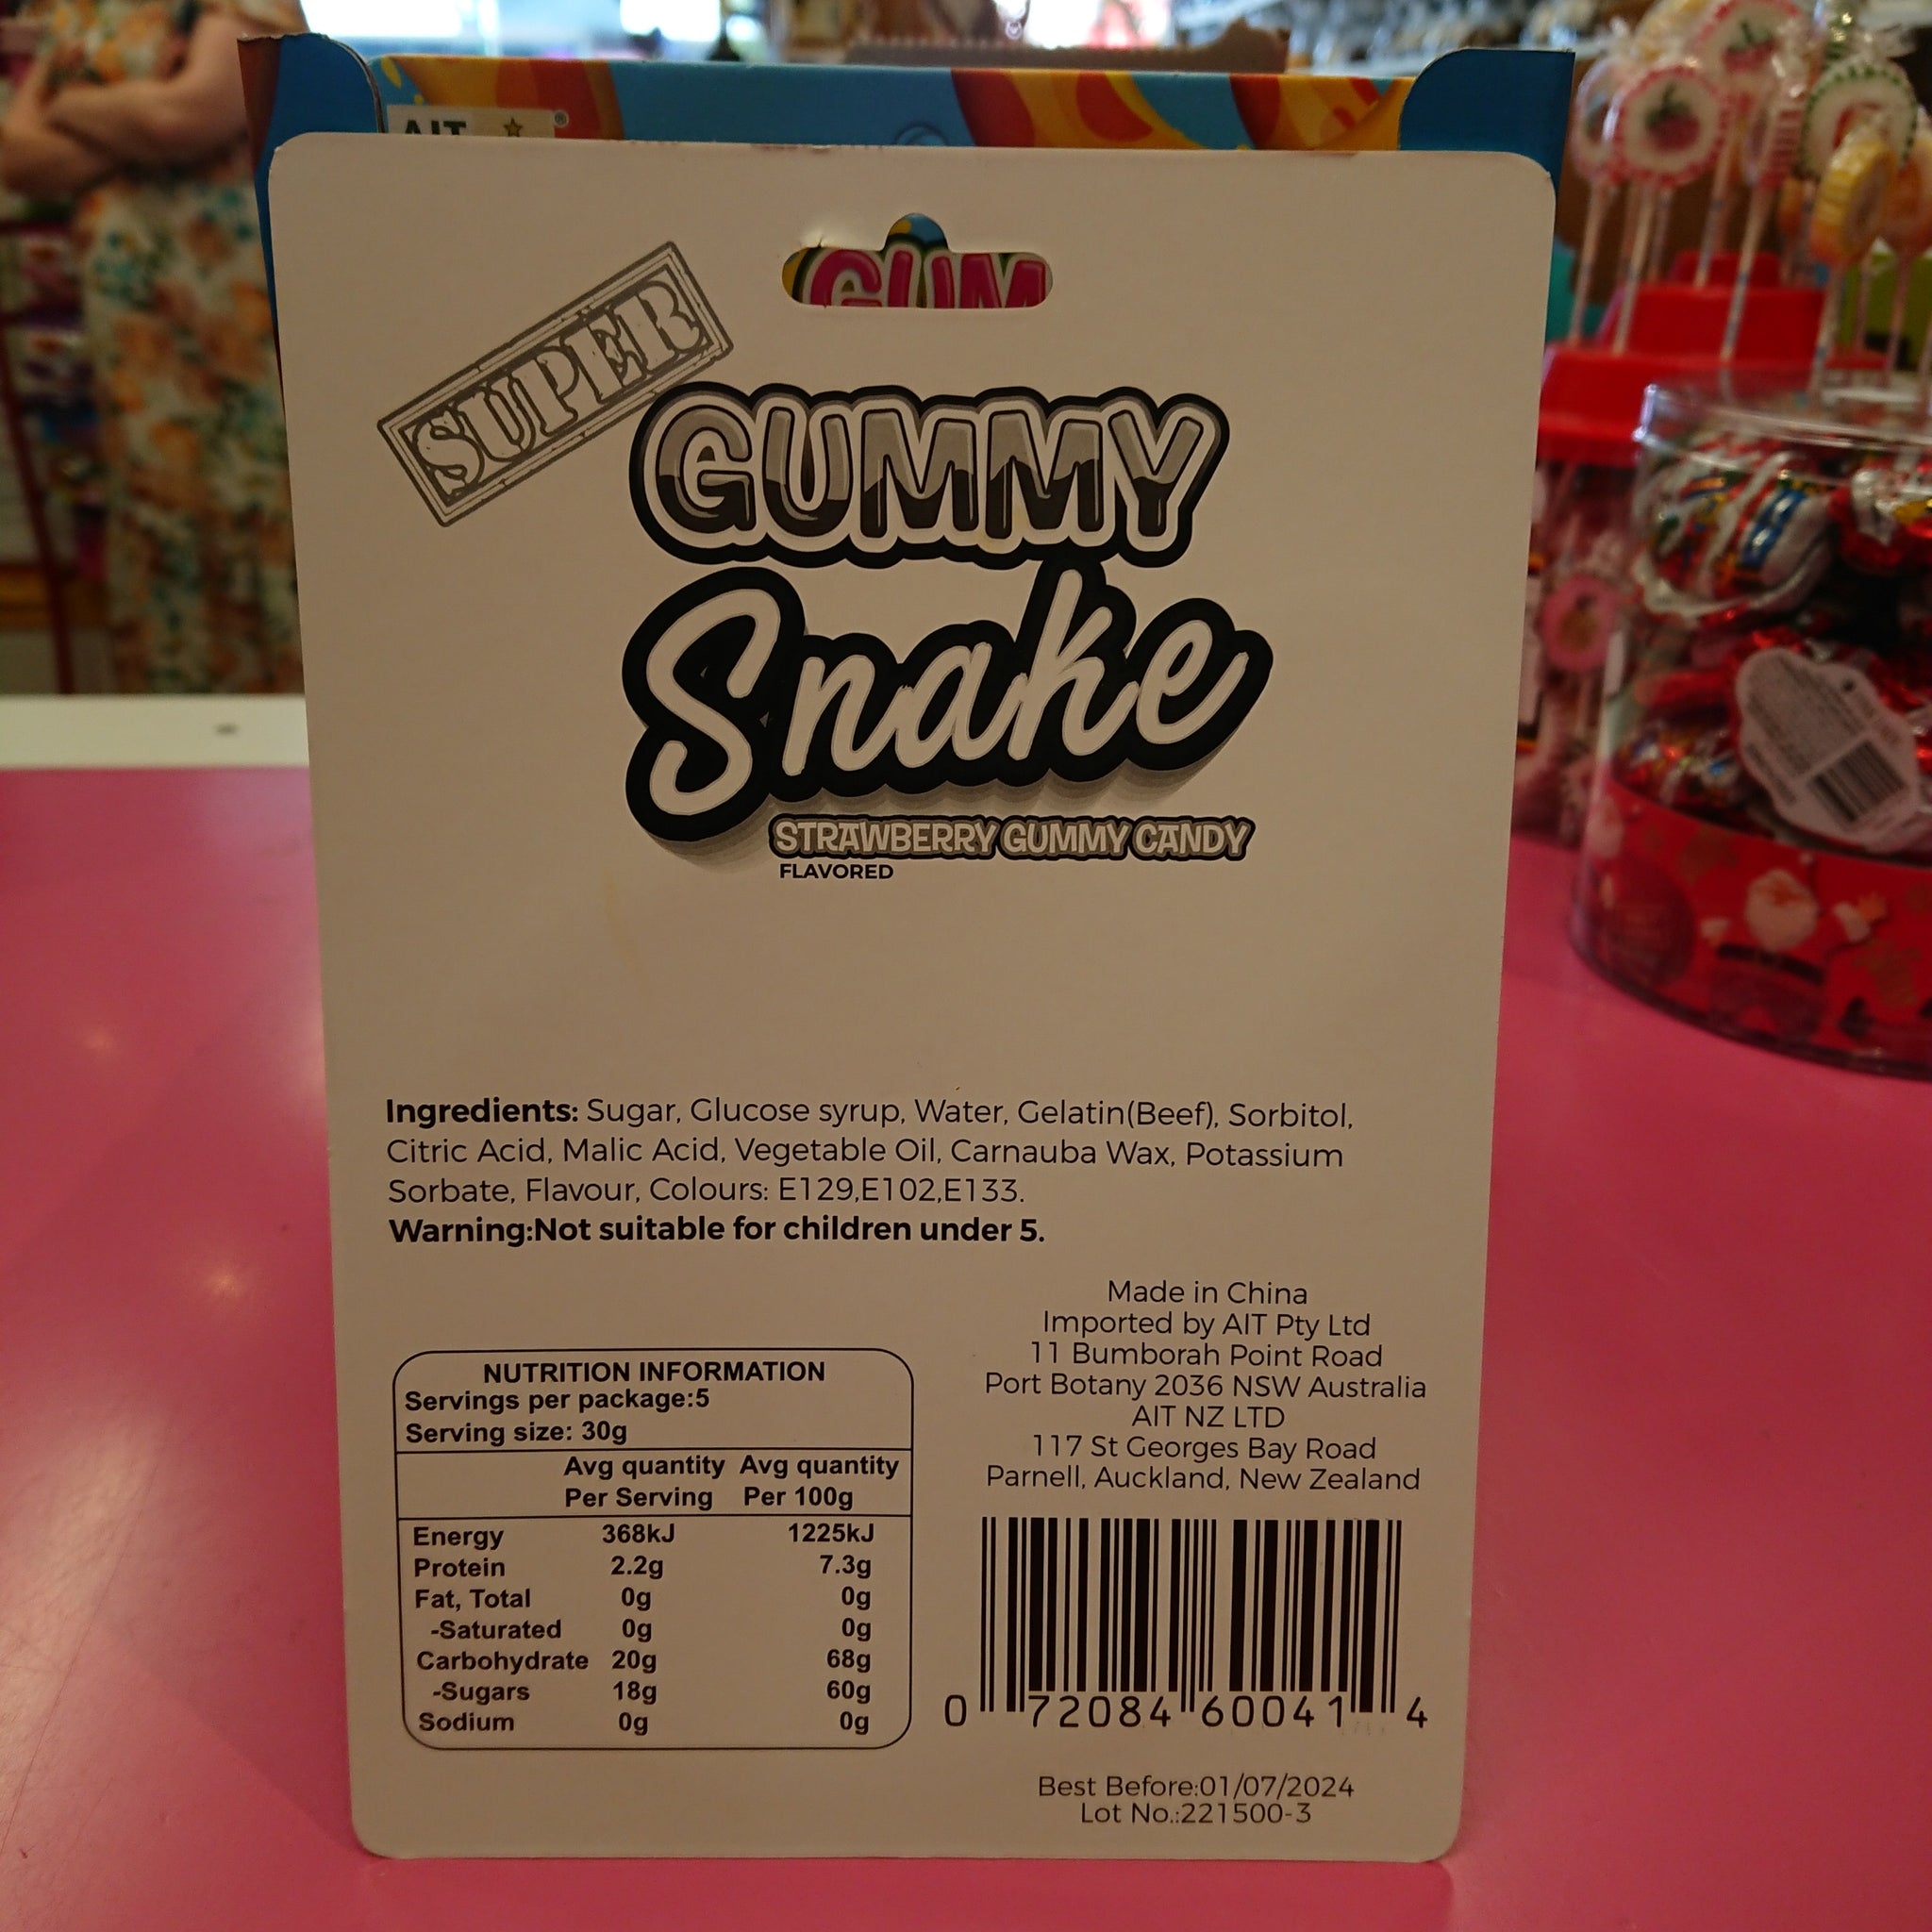 AIT
GUM
SUPER
GUMMY
Snake
STRAWBERRY GUMMY CANDY
FLAVORED
Ingredients: Sugar, Glucose syrup, Water, Gelatin(Beef), Sorbitol,
Citric Acid, Malic Acid, Vegetable Oil, Carnauba Wax, Potassium
Sorbate, Flavour, Colours: E129,E102,E133.
Warning:Not suitable for children under 5.
Made in China
Imported by AIT Pty Ltd
11 Bumborah Point Road
Port Botany 2036 NSW Australia
AIT NZ LTD
117 St Georges Bay Road
Parnell, Auckland, New Zealand
NUTRITION INFORMATION
Servings per package:5
Serving size: 30g
Avg quantity Avg quantity
Per Serving Per 100g
Energy 368kJ 1225kJ
Protein 2.2g 7.3g
Fat, Total 0g 0g
-Saturated 0g 0g
Carbohydrate 20g 68g
-Sugars 18g 60g
Sodium 0g 0g
0 72084 60041 4
Best Before:01/07/2024
Lot No.:221500-3